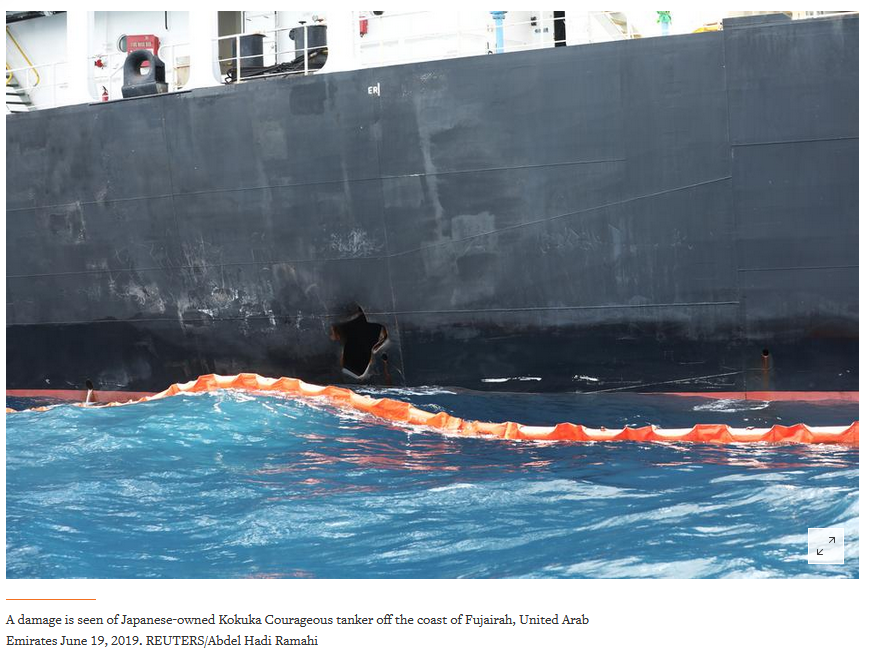 ER
A damage is seen of Japanese-owned Kokuka Courageous tanker off the coast of Fujairah, United Arab
Emirates June 19, 2019. REUTERS/Abdel Hadi Ramahi